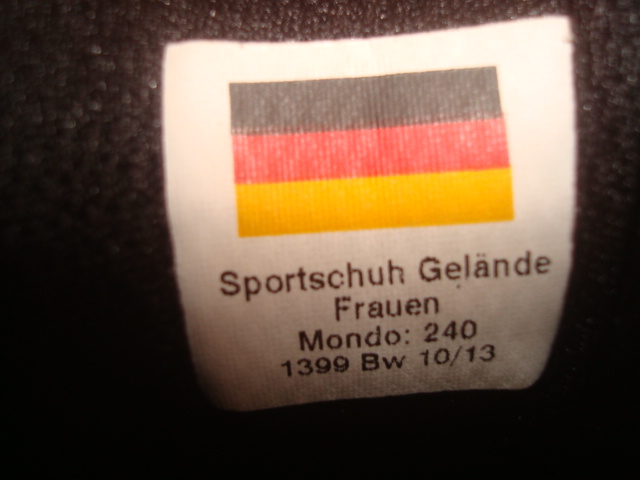 Sportschuh Gelände
Frauen
Mondo: 240
1399 Bw 10/13